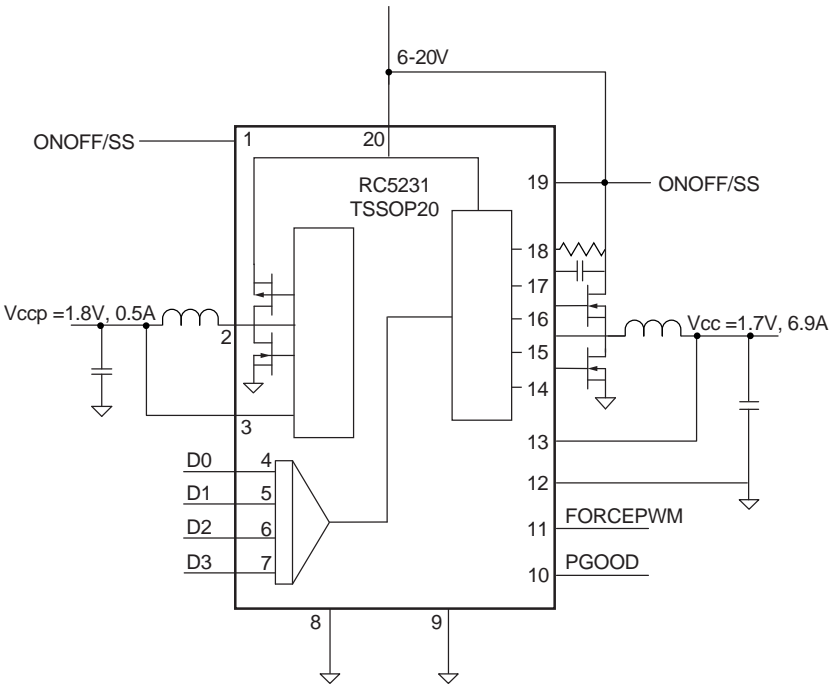 6-20V
ONOFF/SS
1
20
RC5231
TSSOP20
19
ONOFF/SS
18
17
Vccp =1.8V, 0.5A
2
16
Vcc =1.7V, 6.9A
15
14
3
13
D0
4
12
D1
5
D2
6
11
FORCEPWM
D3
7
10
PGOOD
8
9